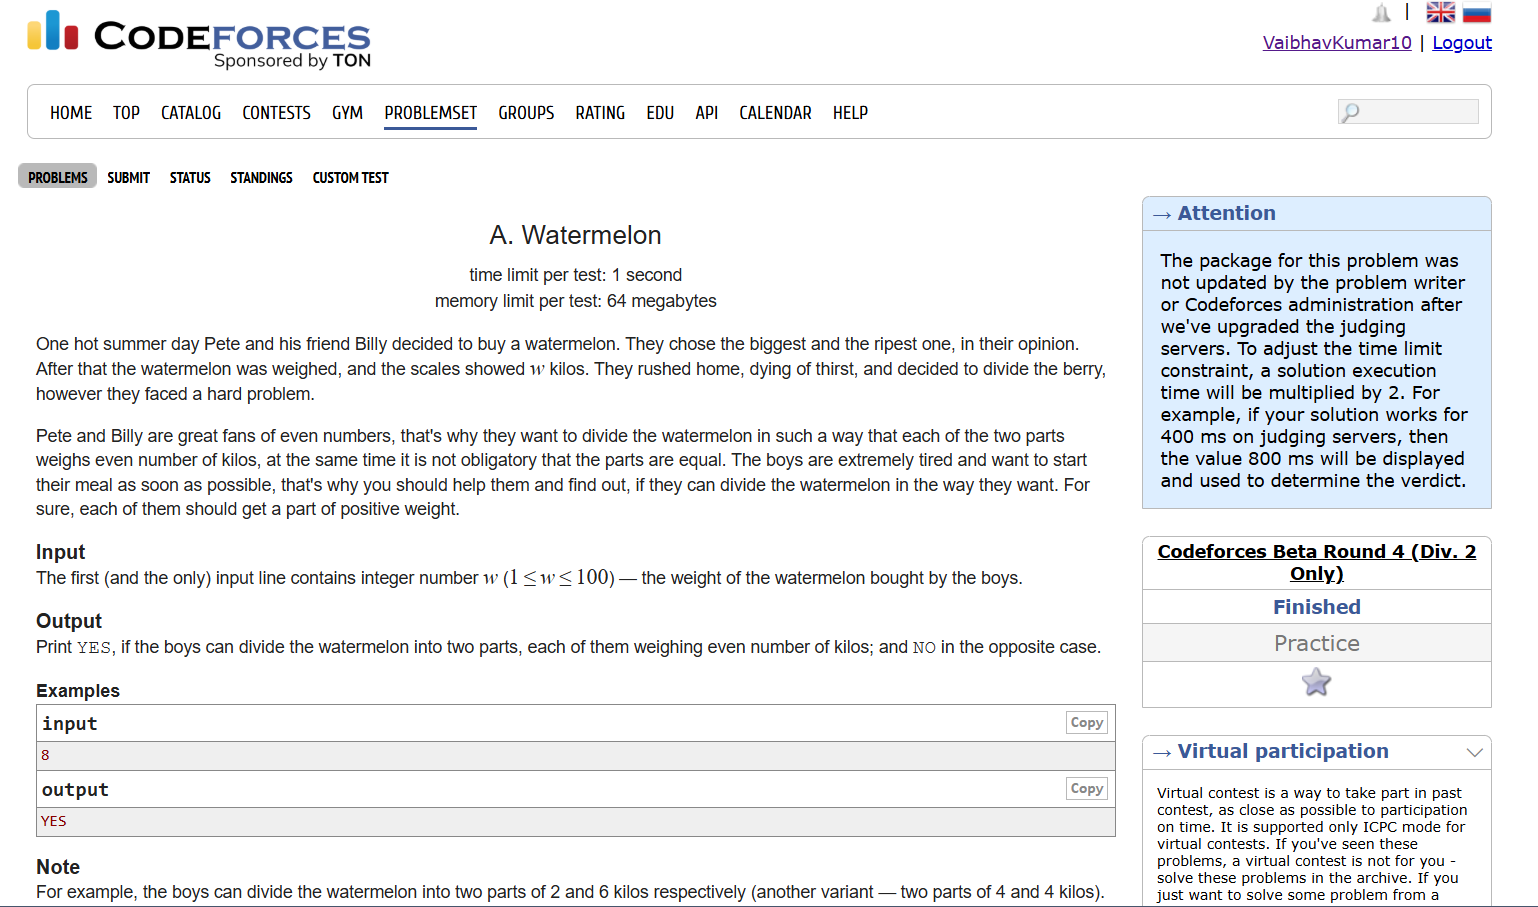 CODEFORCES
Sponsored by TON
VaibhavKumar10 | Logout
HOME TOP CATALOG CONTESTS GYM PROBLEMSET GROUPS RATING EDU API CALENDAR HELP
PROBLEMS SUBMIT STATUS STANDINGS CUSTOM TEST
A. Watermelon
time limit per test: 1 second
memory limit per test: 64 megabytes
One hot summer day Pete and his friend Billy decided to buy a watermelon. They chose the biggest and the ripest one, in their opinion.
After that the watermelon was weighed, and the scales showed w kilos. They rushed home, dying of thirst, and decided to divide the berry,
however they faced a hard problem.
Pete and Billy are great fans of even numbers, that's why they want to divide the watermelon in such a way that each of the two parts
weighs even number of kilos, at the same time it is not obligatory that the parts are equal. The boys are extremely tired and want to start
their meal as soon as possible, that's why you should help them and find out, if they can divide the watermelon in the way they want. For
sure, each of them should get a part of positive weight.
Input
The first (and the only) input line contains integer number w (1 ≤ w ≤ 100) — the weight of the watermelon bought by the boys.
Output
Print YES, if the boys can divide the watermelon into two parts, each of them weighing even number of kilos; and NO in the opposite case.
Examples
input
Copy
8
output
Copy
YES
Note
For example, the boys can divide the watermelon into two parts of 2 and 6 kilos respectively (another variant — two parts of 4 and 4 kilos).
→ Attention
The package for this problem was
not updated by the problem writer
or Codeforces administration after
we've upgraded the judging
servers. To adjust the time limit
constraint, a solution execution
time will be multiplied by 2. For
example, if your solution works for
400 ms on judging servers, then
the value 800 ms will be displayed
and used to determine the verdict.
Codeforces Beta Round 4 (Div. 2
Only)
Finished
Practice
→ Virtual participation
Virtual contest is a way to take part in past
contest, as close as possible to participation
on time. It is supported only ICPC mode for
virtual contests. If you've seen these
problems, a virtual contest is not for you -
solve these problems in the archive. If you
just want to solve some problem from a